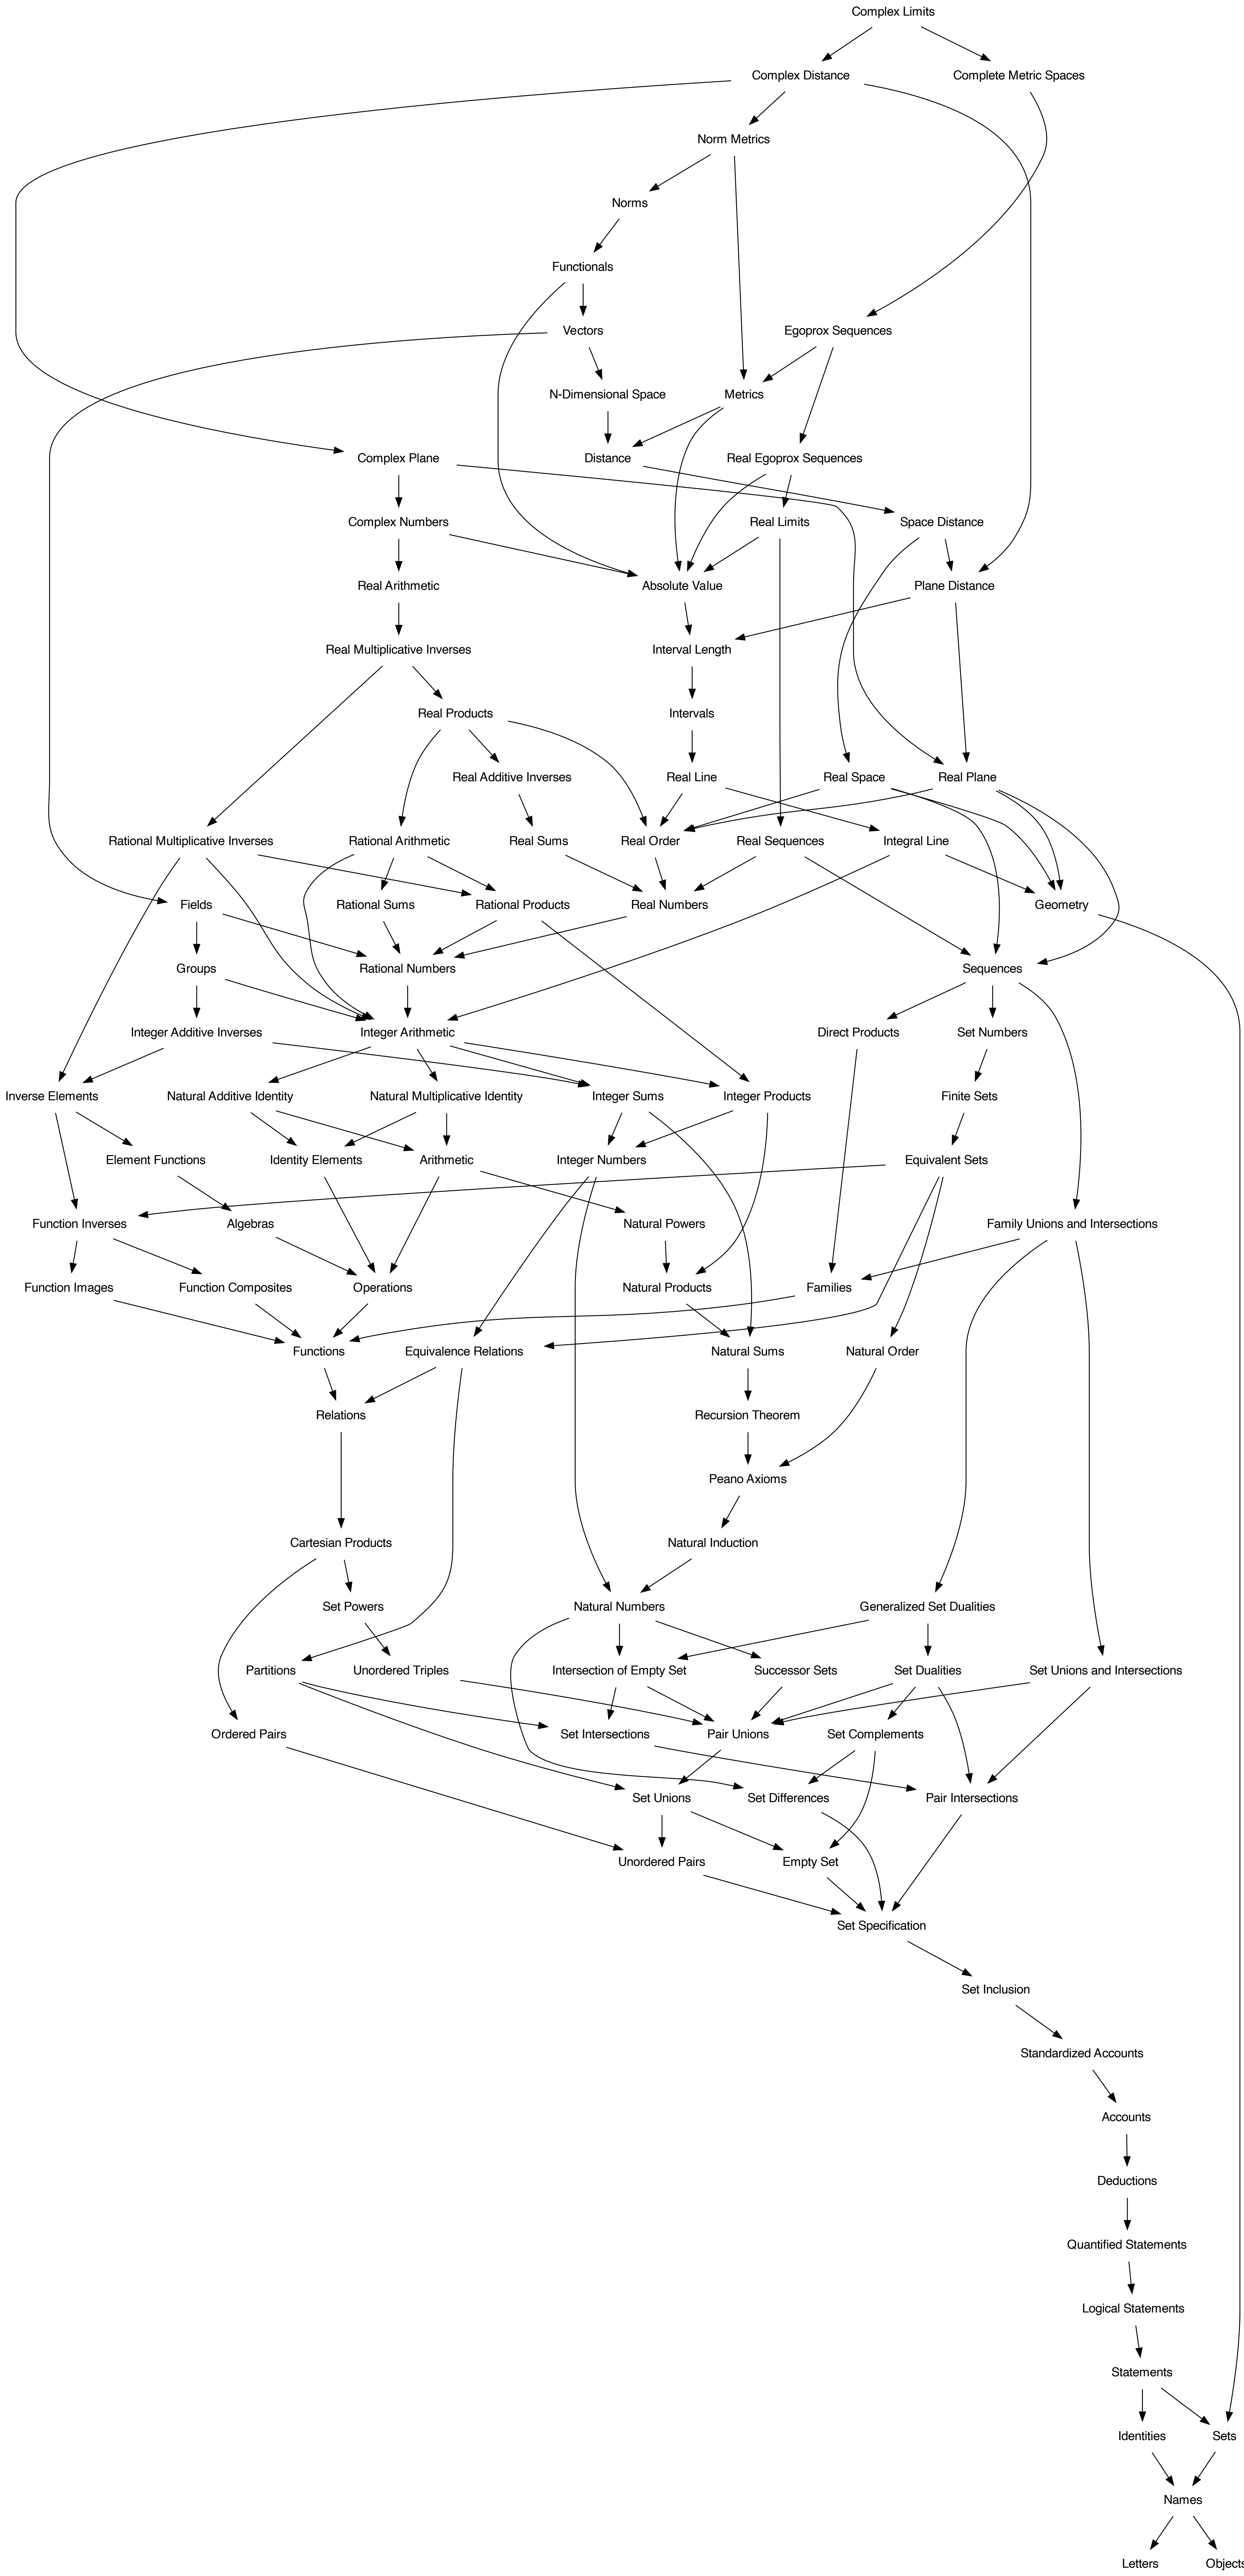 Complex Limits
Complex Distance
Complete Metric Spaces
Norm Metrics
Norms
Functionals
Vectors
Egoprox Sequences
N-Dimensional Space
Metrics
Complex Plane
Distance
Real Egoprox Sequences
Complex Numbers
Real Limits
Space Distance
Real Arithmetic
Absolute Value
Plane Distance
Real Multiplicative Inverses
Interval Length
Real Products
Intervals
Real Additive Inverses
Real Line
Real Space
Real Plane
Rational Multiplicative Inverses
Rational Arithmetic
Real Sums
Real Order
Real Sequences
Integral Line
Fields
Rational Sums
Rational Products
Real Numbers
Geometry
Groups
Rational Numbers
Sequences
Integer Additive Inverses
Integer Arithmetic
Direct Products
Set Numbers
Inverse Elements
Natural Additive Identity
Natural Multiplicative Identity
Integer Sums
Integer Products
Finite Sets
Element Functions
Identity Elements
Arithmetic
Integer Numbers
Equivalent Sets
Function Inverses
Algebras
Natural Powers
Family Unions and Intersections
Function Images
Function Composites
Operations
Natural Products
Families
Functions
Equivalence Relations
Natural Sums
Natural Order
Relations
Recursion Theorem
Peano Axioms
Cartesian Products
Natural Induction
Set Powers
Natural Numbers
Generalized Set Dualities
Partitions
Unordered Triples
Intersection of Empty Set
Successor Sets
Set Dualities
Set Unions and Intersections
Ordered Pairs
Set Intersections
Pair Unions
Set Complements
Set Unions
Set Differences
Pair Intersections
Unordered Pairs
Empty Set
Set Specification
Set Inclusion
Standardized Accounts
Accounts
Deductions
Quantified Statements
Logical Statements
Statements
Identities
Sets
Names
Letters
Objects